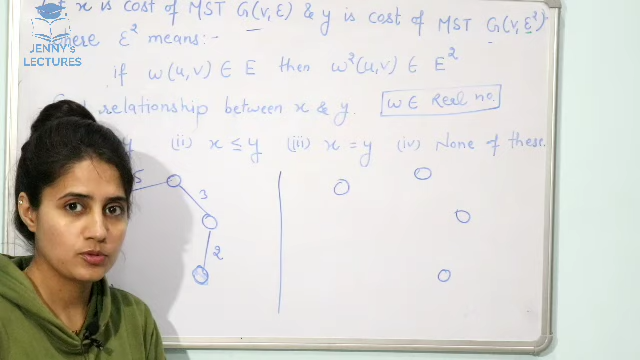 x is cost of MST G(V,E) & y is cost of MST G(V,E²)
JENNY'S
LECTURES
here E² means:-
if w(u,v) ∈ E then w²(u,v) ∈ E²
relationship between x & y.
w ∈ Real no.
y (ii) x ≤ y (iii) x = y (iv) None of these.
5
3
2